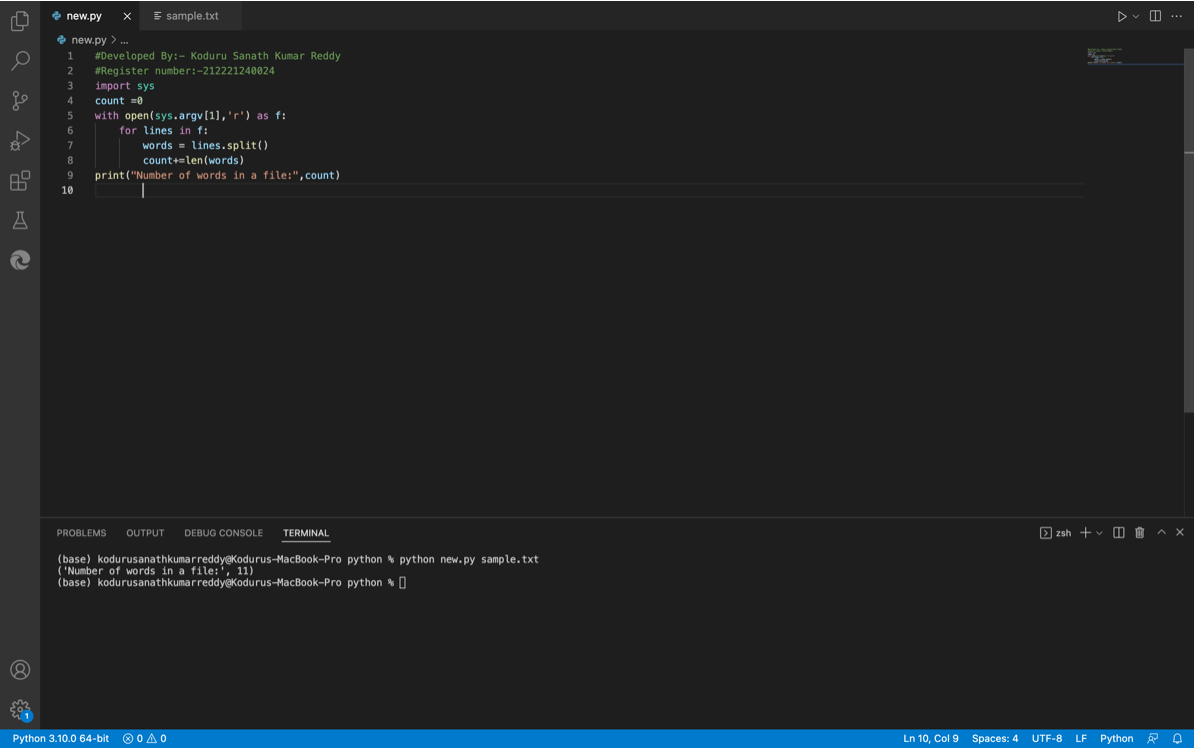 new.py
sample.txt
new.py > ...
1 #Developed By:- Koduru Sanath Kumar Reddy
2 #Register number:-212221240024
3 import sys
4 count =0
5 with open(sys.argv[1],'r') as f:
6     for lines in f:
7         words = lines.split()
8         count+=len(words)
9 print("Number of words in a file:",count)
10
PROBLEMS OUTPUT DEBUG CONSOLE TERMINAL zsh
(base) kodurusanathkumarreddy@Kodurus-MacBook-Pro python % python new.py sample.txt
('Number of words in a file:', 11)
(base) kodurusanathkumarreddy@Kodurus-MacBook-Pro python %
1
Python 3.10.0 64-bit 0 0 Ln 10, Col 9 Spaces: 4 UTF-8 LF Python